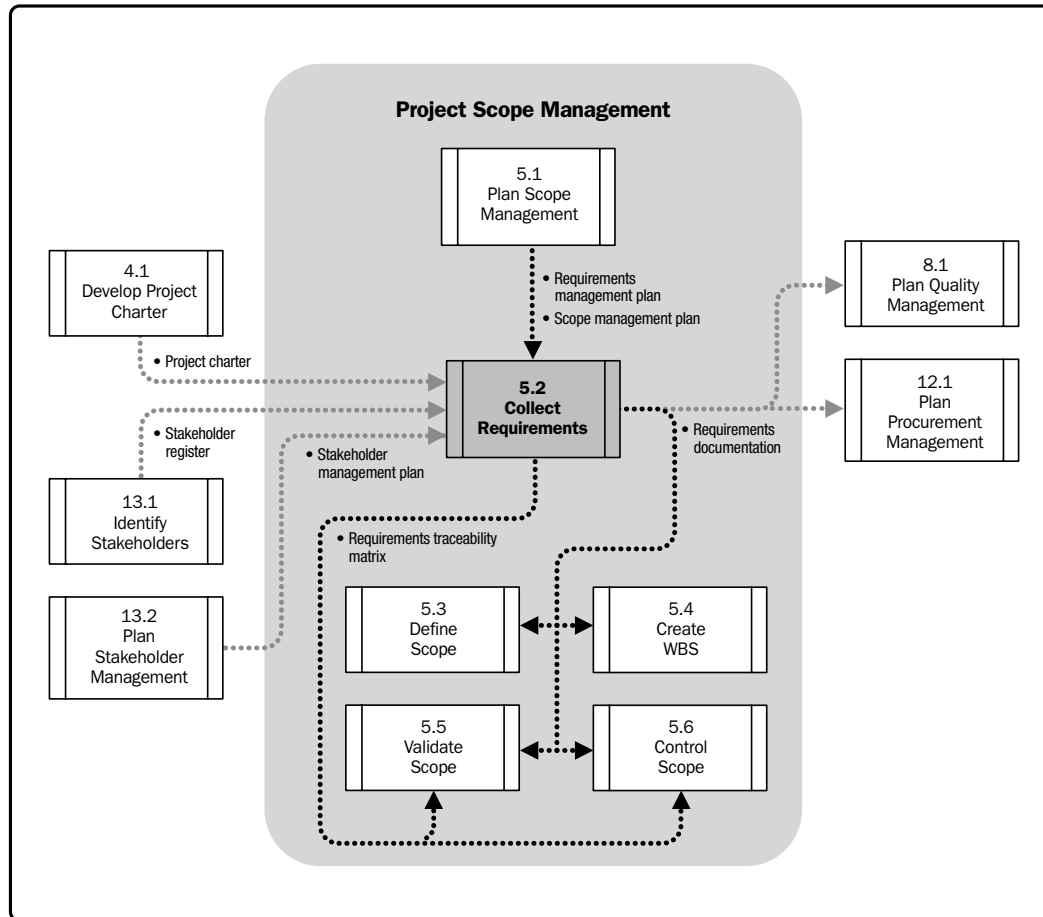 Project Scope Management
5.1
Plan Scope
Management
• Requirements
management plan
• Scope management plan
4.1
Develop Project
Charter
• Project charter
• Stakeholder
register
13.1
Identify
Stakeholders
13.2
Plan
Stakeholder
Management
• Stakeholder
management plan
5.2
Collect
Requirements
• Requirements
documentation
8.1
Plan Quality
Management
12.1
Plan
Procurement
Management
• Requirements traceability
matrix
5.3
Define
Scope
5.4
Create
WBS
5.5
Validate
Scope
5.6
Control
Scope